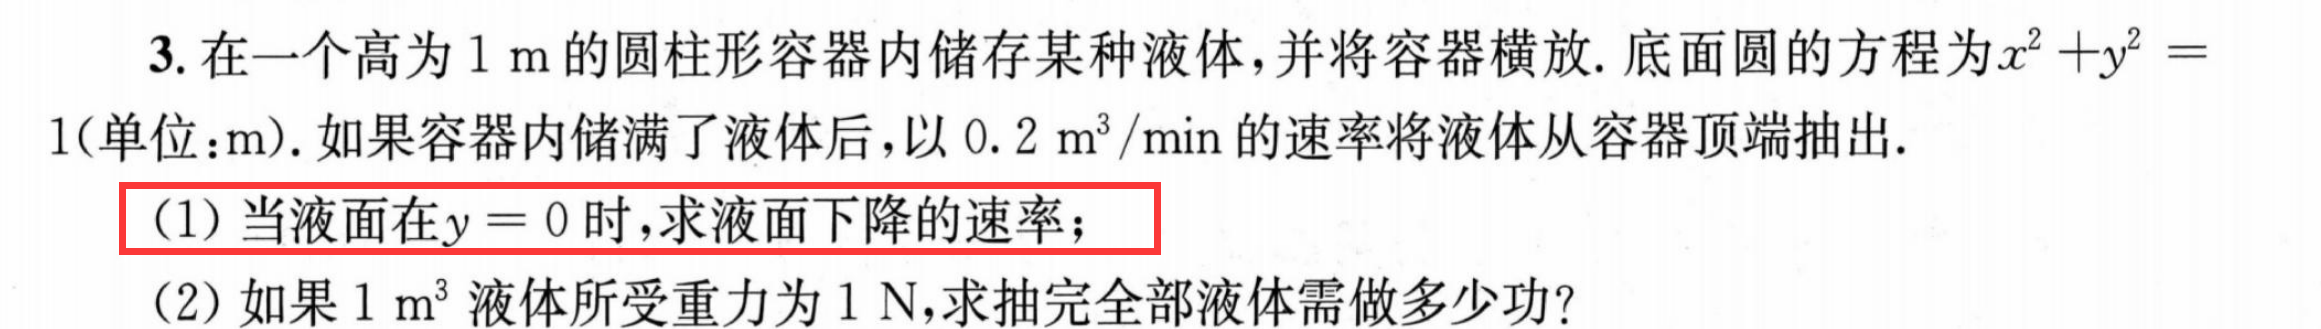 3. 在一个高为 1 m 的圆柱形容器内储存某种液体,并将容器横放. 底面圆的方程为x² +y² =
1(单位:m). 如果容器内储满了液体后,以 0. 2 m³/min 的速率将液体从容器顶端抽出.
(1) 当液面在y = 0 时,求液面下降的速率;
(2) 如果 1 m³ 液体所受重力为 1 N,求抽完全部液体需做多少功?